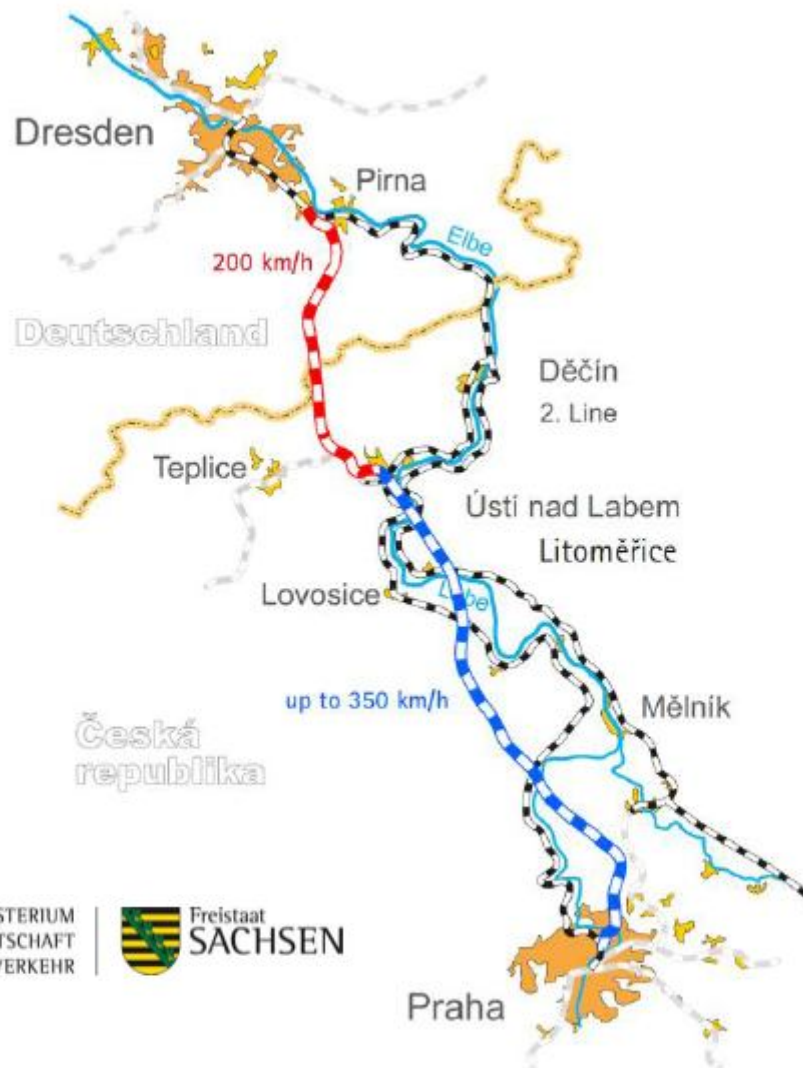 Dresden
Pirna
Elbe
200 km/h
Deutschland
Děčín
2. Line
Teplice
Ústí nad Labem
Litoměřice
Lovosice
Labe
up to 350 km/h
Mělník
Česká
republika
STERIUM
TSCHAFT
VERKEHR
Freistaat
SACHSEN
Praha